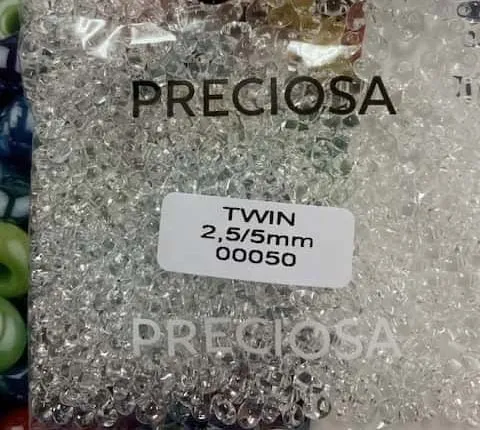 PRECIOSA
TWIN
2,5/5mm
00050
PRECIOSA